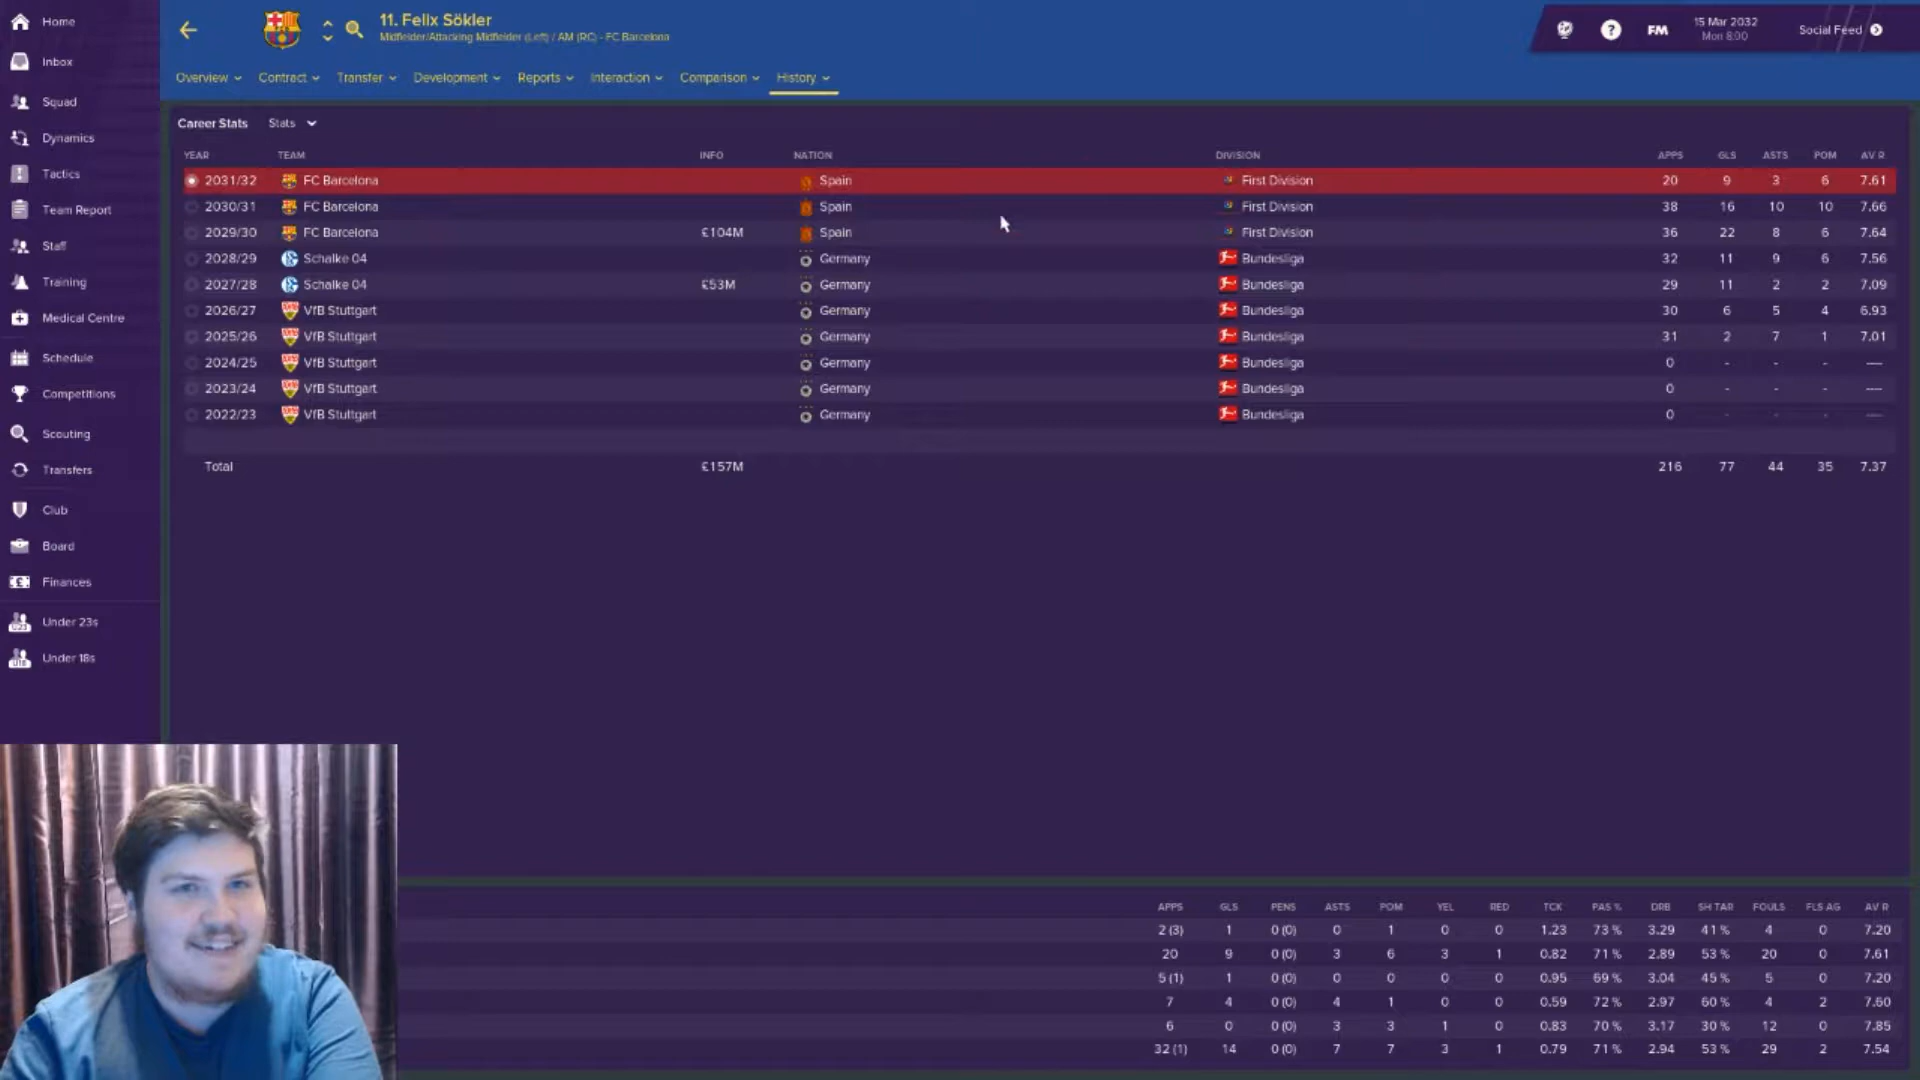 Home
Inbox
Squad
Dynamics
Tactics
Team Report
Staff
Training
Medical Centre
Schedule
Competitions
Scouting
Transfers
Club
Board
Finances
Under 23s
Under 18s
11. Felix Sökler
Midfielder/Attacking Midfielder (Left) / AM (RC) - FC Barcelona
FM
15 Mar 2032
Mon 8:00
Social Feed
Overview Contract Transfer Development Reports Interaction Comparison History
Career Stats Stats
YEAR TEAM INFO NATION DIVISION APPS GLS ASTS POM AV R
2031/32 FC Barcelona Spain First Division 20 9 3 6 7.61
2030/31 FC Barcelona Spain First Division 38 16 10 10 7.66
2029/30 FC Barcelona £104M Spain First Division 36 22 8 6 7.64
2028/29 Schalke 04 Germany Bundesliga 32 11 9 6 7.56
2027/28 Schalke 04 £53M Germany Bundesliga 29 11 2 2 7.09
2026/27 VfB Stuttgart Germany Bundesliga 30 6 5 4 6.93
2025/26 VfB Stuttgart Germany Bundesliga 31 2 7 1 7.01
2024/25 VfB Stuttgart Germany Bundesliga 0 - - - ----
2023/24 VfB Stuttgart Germany Bundesliga 0 - - - ----
2022/23 VfB Stuttgart Germany Bundesliga 0 - - - ----
Total £157M 216 77 44 35 7.37
APPS GLS PENS ASTS POM YEL RED TCK PAS % DRB SH TAR FOULS FLS AG AV R
2 (3) 1 0 (0) 0 1 0 0 1.23 73 % 3.29 41 % 4 0 7.20
20 9 0 (0) 3 6 3 1 0.82 71 % 2.89 53 % 20 0 7.61
5 (1) 1 0 (0) 0 0 0 0 0.95 69 % 3.04 45 % 5 0 7.20
7 4 0 (0) 4 1 0 0 0.59 72 % 2.97 60 % 4 2 7.60
6 0 0 (0) 3 3 1 0 0.83 70 % 3.17 30 % 12 0 7.85
32 (1) 14 0 (0) 7 7 3 1 0.79 71 % 2.94 53 % 29 2 7.54